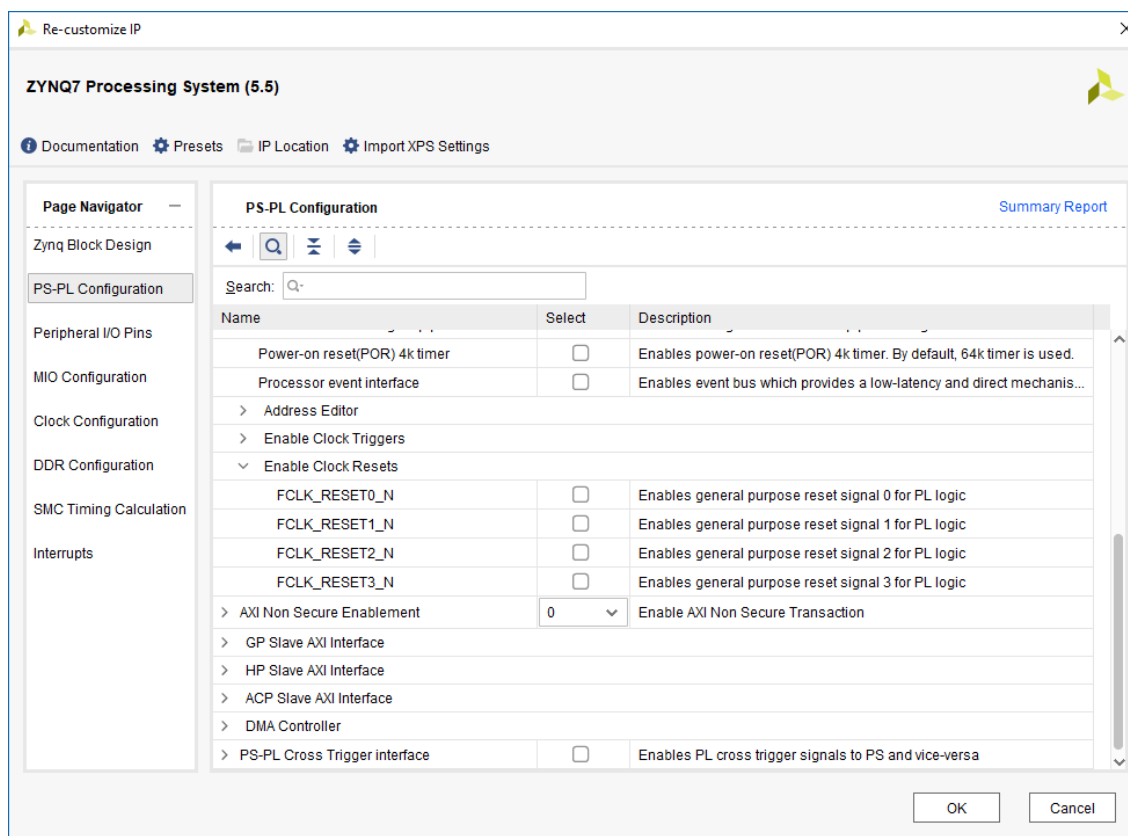 Re-customize IP
ZYNQ7 Processing System (5.5)
Documentation Presets IP Location Import XPS Settings
Page Navigator
Zynq Block Design
PS-PL Configuration
Peripheral I/O Pins
MIO Configuration
Clock Configuration
DDR Configuration
SMC Timing Calculation
Interrupts
PS-PL Configuration Summary Report
Search:
Name Select Description
Power-on reset(POR) 4k timer Enables power-on reset(POR) 4k timer. By default, 64k timer is used.
Processor event interface Enables event bus which provides a low-latency and direct mechanis...
Address Editor
Enable Clock Triggers
Enable Clock Resets
FCLK_RESET0_N Enables general purpose reset signal 0 for PL logic
FCLK_RESET1_N Enables general purpose reset signal 1 for PL logic
FCLK_RESET2_N Enables general purpose reset signal 2 for PL logic
FCLK_RESET3_N Enables general purpose reset signal 3 for PL logic
AXI Non Secure Enablement 0 Enable AXI Non Secure Transaction
GP Slave AXI Interface
HP Slave AXI Interface
ACP Slave AXI Interface
DMA Controller
PS-PL Cross Trigger interface Enables PL cross trigger signals to PS and vice-versa
OK Cancel